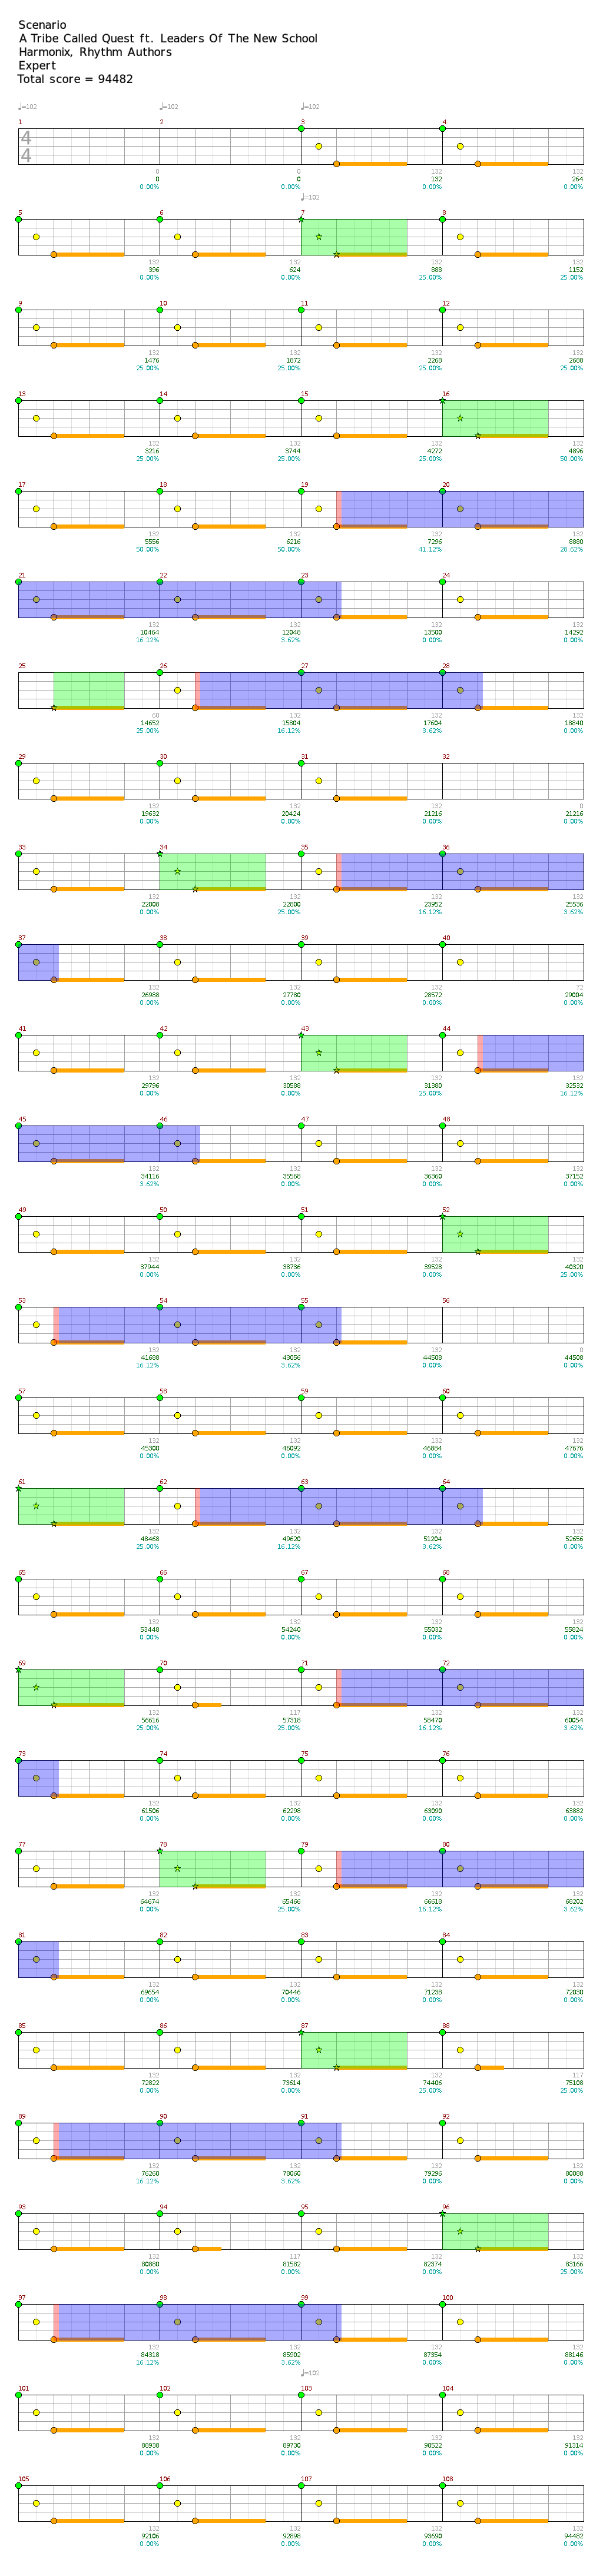 Scenario
A Tribe Called Quest ft. Leaders Of The New School
Harmonix, Rhythm Authors
Expert
Total score = 94482
♩=102 ♩=102 ♩=102
1 2 3 4
4
4
0 0 132 132
0 0 132 264
0.00% 0.00% 0.00% 0.00%
♩=102
5 6 7 8
132 132 132 132
396 624 888 1152
0.00% 0.00% 25.00% 25.00%
9 10 11 12
132 132 132 132
1476 1872 2268 2688
25.00% 25.00% 25.00% 25.00%
13 14 15 16
132 132 132 132
3216 3744 4272 4896
25.00% 25.00% 25.00% 50.00%
17 18 19 20
132 132 132 132
5556 6216 7296 8880
50.00% 50.00% 41.12% 28.62%
21 22 23 24
132 132 132 132
10464 12048 13500 14292
16.12% 3.62% 0.00% 0.00%
25 26 27 28
60 132 132 132
14652 15804 17604 18840
25.00% 16.12% 3.62% 0.00%
29 30 31 32
132 132 132 0
19632 20424 21216 21216
0.00% 0.00% 0.00% 0.00%
33 34 35 36
132 132 132 132
22008 22800 23952 25536
0.00% 25.00% 16.12% 3.62%
37 38 39 40
132 132 132 72
26988 27780 28572 29004
0.00% 0.00% 0.00% 0.00%
41 42 43 44
132 132 132 132
29796 30588 31380 32532
0.00% 0.00% 25.00% 16.12%
45 46 47 48
132 132 132 132
34116 35568 36360 37152
3.62% 0.00% 0.00% 0.00%
49 50 51 52
132 132 132 132
37944 38736 39528 40320
0.00% 0.00% 0.00% 25.00%
53 54 55 56
132 132 132 0
41688 43056 44508 44508
16.12% 3.62% 0.00% 0.00%
57 58 59 60
132 132 132 132
45300 46092 46884 47676
0.00% 0.00% 0.00% 0.00%
61 62 63 64
132 132 132 132
48468 49620 51204 52656
25.00% 16.12% 3.62% 0.00%
65 66 67 68
132 132 132 132
53448 54240 55032 55824
0.00% 0.00% 0.00% 0.00%
69 70 71 72
132 117 132 132
56616 57318 58470 60054
25.00% 25.00% 16.12% 3.62%
73 74 75 76
132 132 132 132
61506 62298 63090 63882
0.00% 0.00% 0.00% 0.00%
77 78 79 80
132 132 132 132
64674 65466 66618 68202
0.00% 25.00% 16.12% 3.62%
81 82 83 84
132 132 132 132
69654 70446 71238 72030
0.00% 0.00% 0.00% 0.00%
85 86 87 88
132 132 132 117
72822 73614 74406 75108
0.00% 0.00% 25.00% 25.00%
89 90 91 92
132 132 132 132
76260 78060 79296 80088
16.12% 3.62% 0.00% 0.00%
93 94 95 96
132 117 132 132
80880 81582 82374 83166
0.00% 0.00% 0.00% 25.00%
97 98 99 100
132 132 132 132
84318 85902 87354 88146
16.12% 3.62% 0.00% 0.00%
♩=102
101 102 103 104
132 132 132 132
88938 89730 90522 91314
0.00% 0.00% 0.00% 0.00%
105 106 107 108
132 132 132 132
92106 92898 93690 94482
0.00% 0.00% 0.00% 0.00%